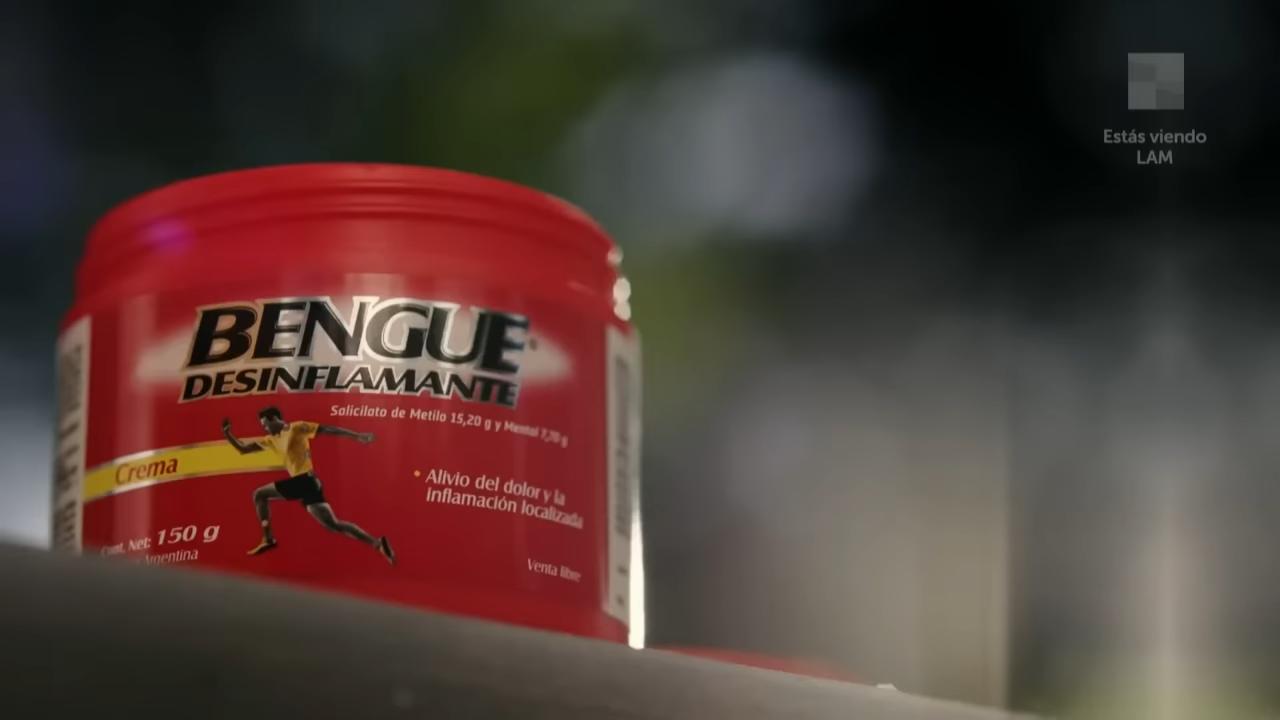 Estás viendo
LAM
BENGUE
DESINFLAMANTE
Salicilato de Metilo 15,20 g y Mentol 7,70 g
Crema
• Alivio del dolor y la
inflamación localizada
Cont. Net: 150 g
Argentina
Venta libre